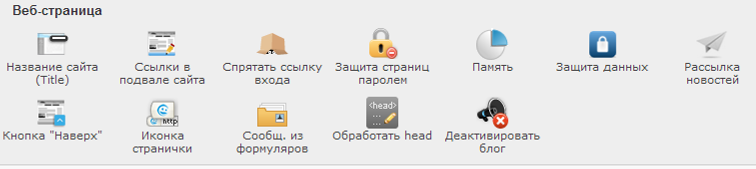 Веб-страница
Название сайта (Title)
Ссылки в подвале сайта
Спрятать ссылку входа
Защита страниц паролем
Память
Защита данных
Рассылка новостей
Кнопка "Наверх"
http
Иконка странички
Сообщ. из формуляров
<head>
...
...
Обработать head
Деактивировать блог